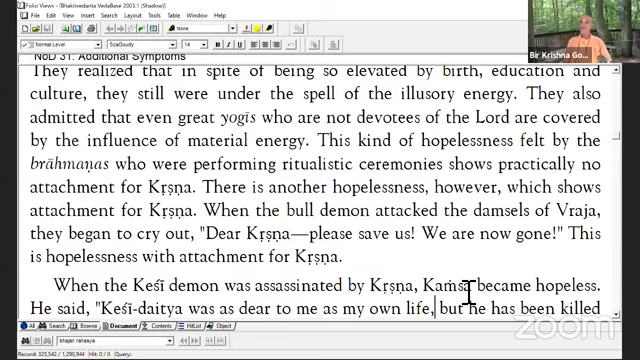 Folio Views - [Bhaktivedanta VedaBase 2003.1 (Shadow)]
File Edit View Search Layout Tools Window Help
<None>
Normal Level
ScaGoudy
14
NoD 31: Additional Symptoms
They realized that in spite of being so elevated by birth, education and
culture, they still were under the spell of the illusory energy. They also
admitted that even great yogīs who are not devotees of the Lord are covered
by the influence of material energy. This kind of hopelessness felt by the
brāhmaṇas who were performing ritualistic ceremonies shows practically no
attachment for Kṛṣṇa. There is another hopelessness, however, which shows
attachment for Kṛṣṇa. When the bull demon attacked the damsels of Vraja,
they began to cry out, "Dear Kṛṣṇa—please save us! We are now gone!" This
is hopelessness with attachment for Kṛṣṇa.
When the Keśī demon was assassinated by Kṛṣṇa, Kaṁsa became hopeless.
He said, "Keśī-daitya was as dear to me as my own life, but he has been killed
All Search Browse Document Contents Hits Object
bhajan rahasya
Record: 325,542 / 1,290,944 Hit: 0 / 0 Query:
Bir Krishna Go...
zoom